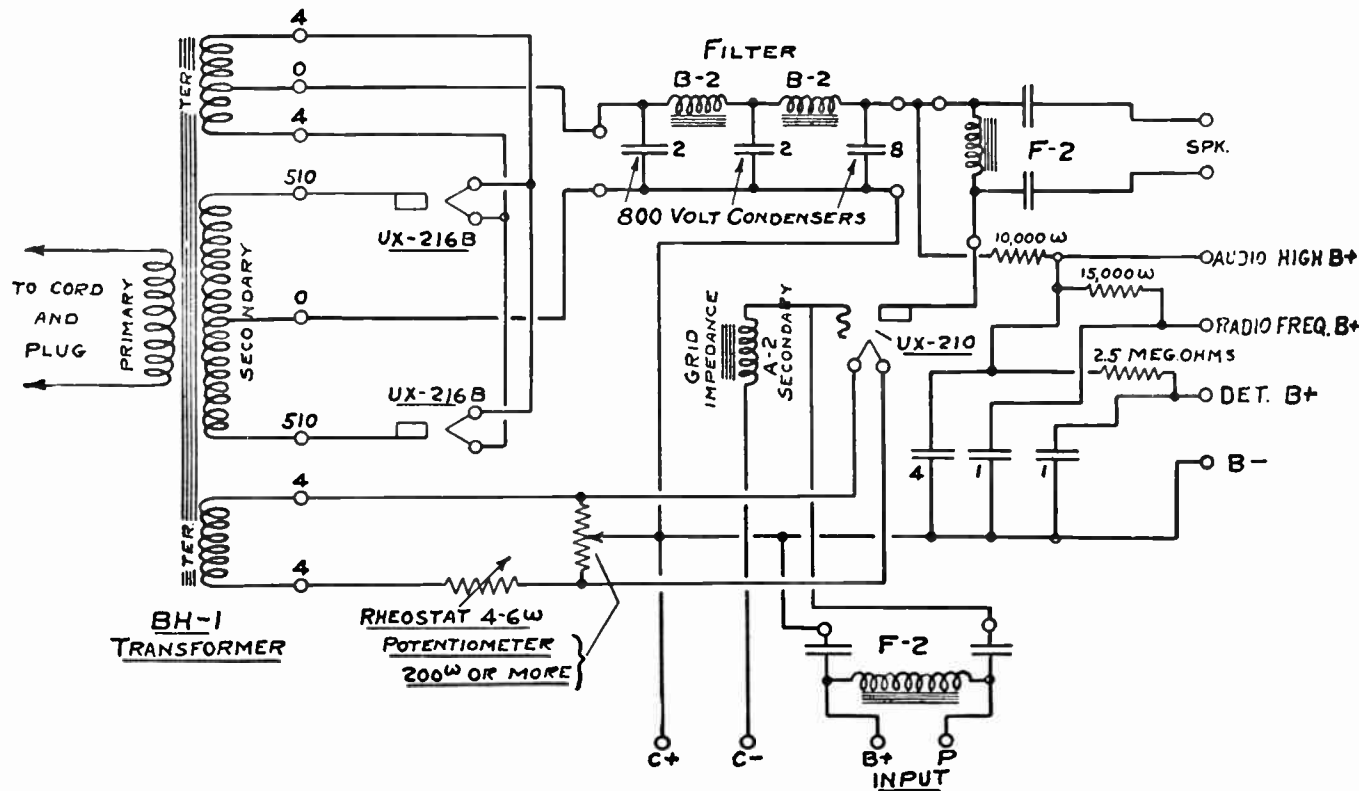 4
0
4
TER
510
UX-216B
TO CORD
AND
PLUG
PRIMARY
SECONDARY
0
UX-216B
510
4
TER.
4
BH-1
TRANSFORMER
RHEOSTAT 4-6ω
POTENTIOMETER
200ω OR MORE
FILTER
B-2
B-2
2
2
8
800 VOLT CONDENSERS
F-2
SPK.
10,000ω
AUDIO HIGH B+
15,000ω
RADIO FREQ. B+
2.5 MEG.OHMS
DET. B+
B-
GRID
IMPEDANCE
A-2
SECONDARY
UX-210
4
1
1
F-2
C+
C-
B+
P
INPUT